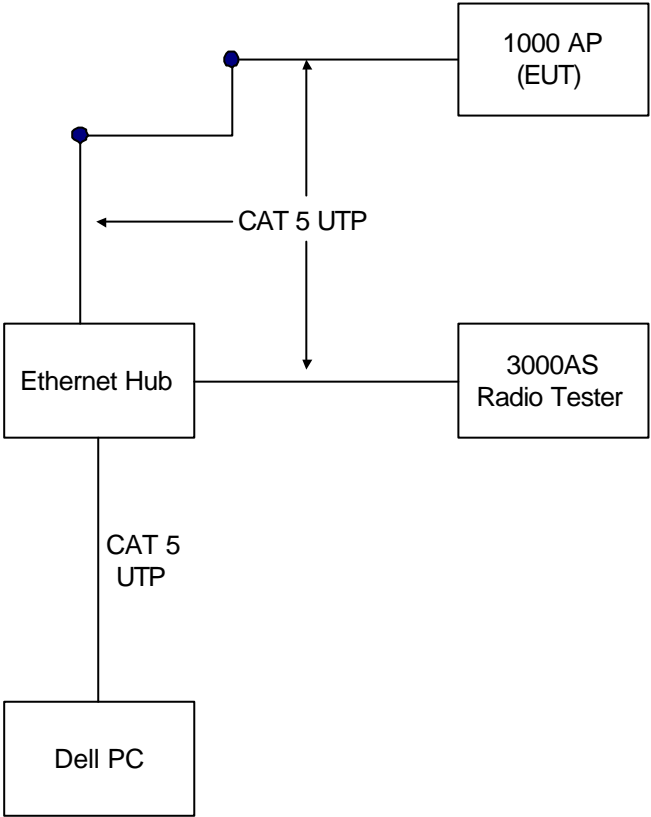 1000 AP
(EUT)
CAT 5 UTP
Ethernet Hub
3000AS
Radio Tester
CAT 5
UTP
Dell PC